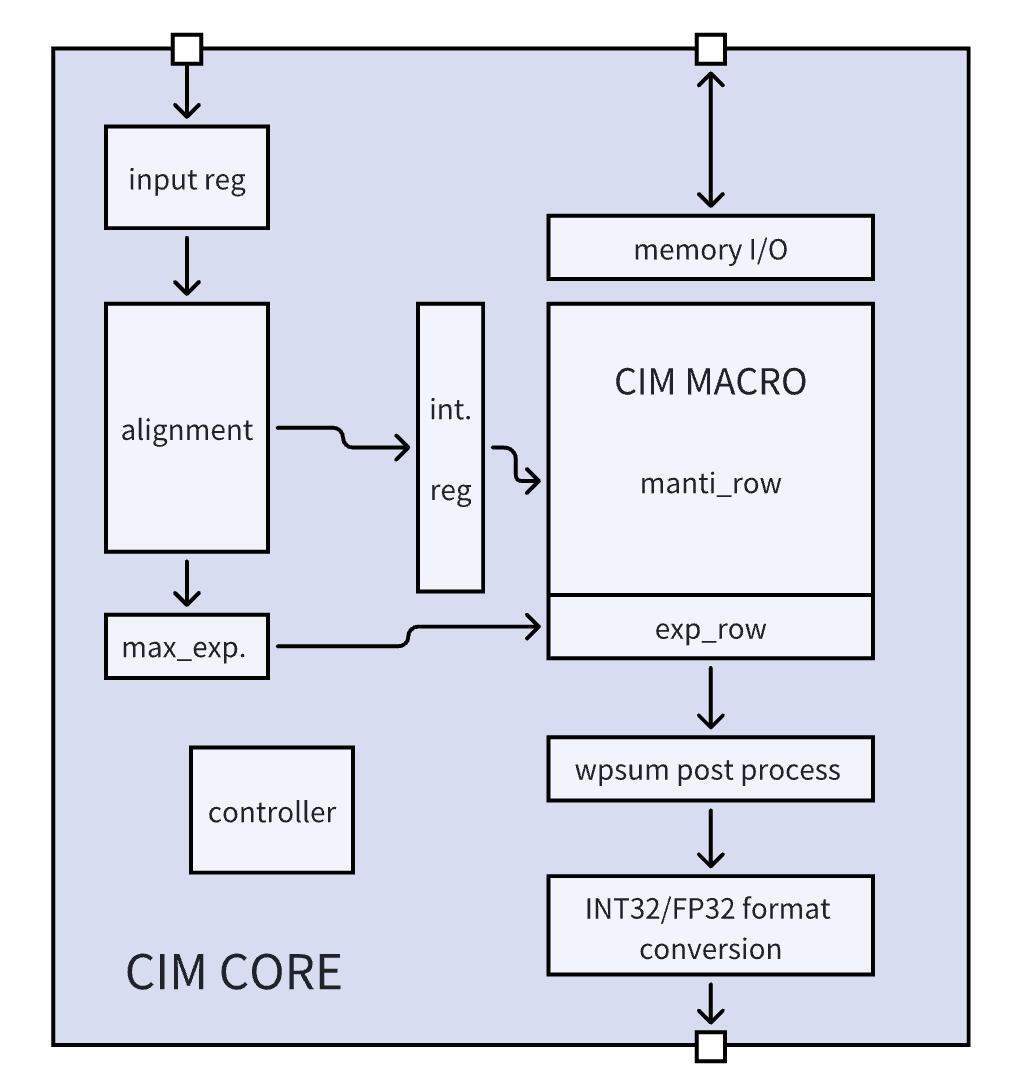 input reg
memory I/O
alignment
int.
reg
CIM MACRO
manti_row
max_exp.
exp_row
controller
wpsum post process
INT32/FP32 format
conversion
CIM CORE